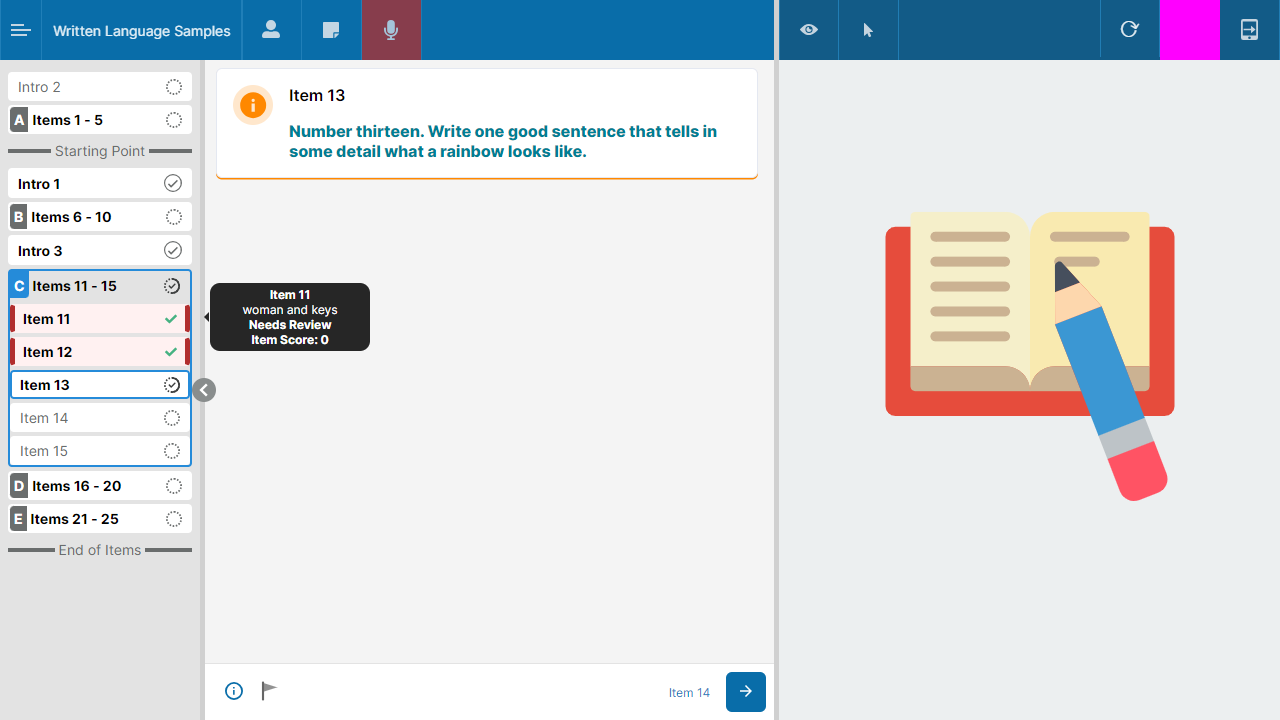 Written Language Samples
Intro 2
A Items 1 - 5
Starting Point
Intro 1
B Items 6 - 10
Intro 3
C Items 11 - 15
Item 11
Item 12
Item 13
Item 14
Item 15
D Items 16 - 20
E Items 21 - 25
End of Items
Item 13
Number thirteen. Write one good sentence that tells in
some detail what a rainbow looks like.
Item 11
woman and keys
Needs Review
Item Score: 0
Item 14